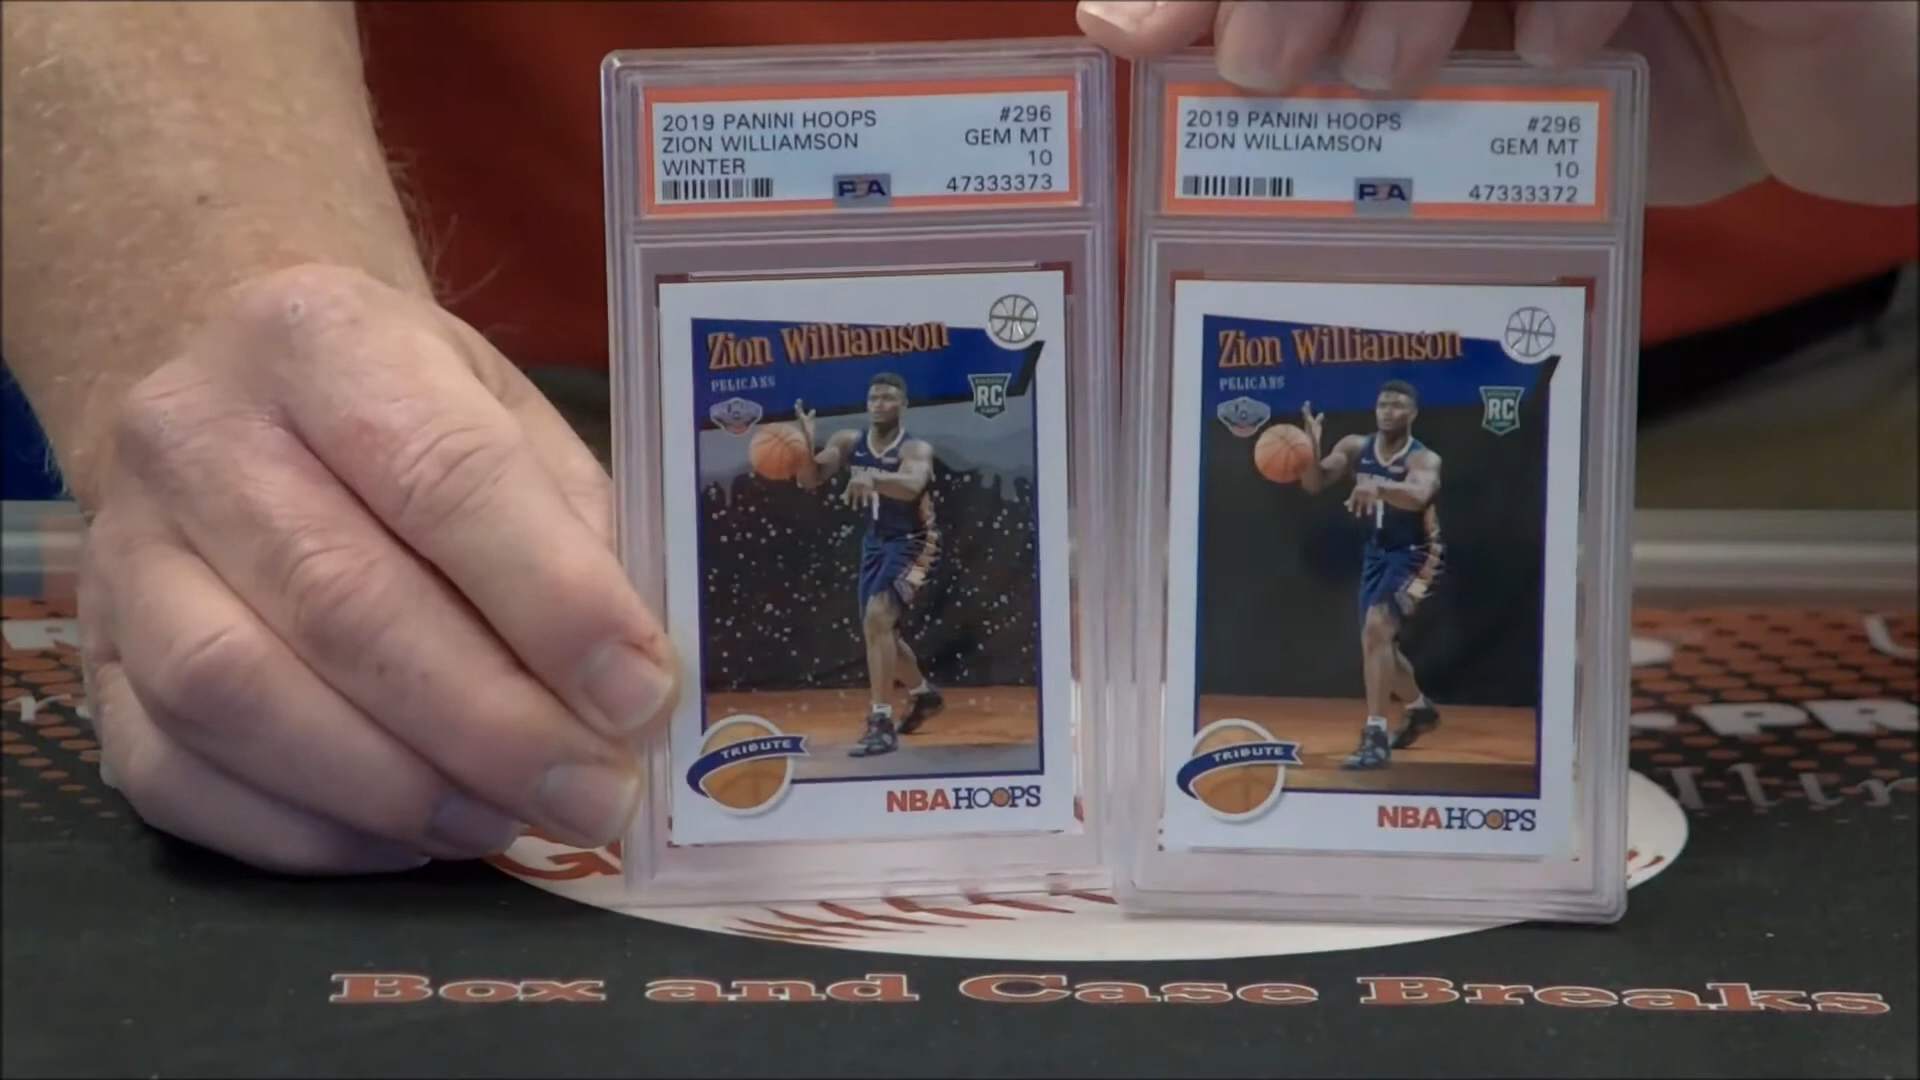 2019 PANINI HOOPS #296
ZION WILLIAMSON GEM MT
WINTER 10
PSA 47333373
Zion Williamson
PELICANS
RC
TRIBUTE
NBA HOOPS
2019 PANINI HOOPS #296
ZION WILLIAMSON GEM MT
10
PSA 47333372
Zion Williamson
PELICANS
RC
TRIBUTE
NBA HOOPS
Box and Case Breaks